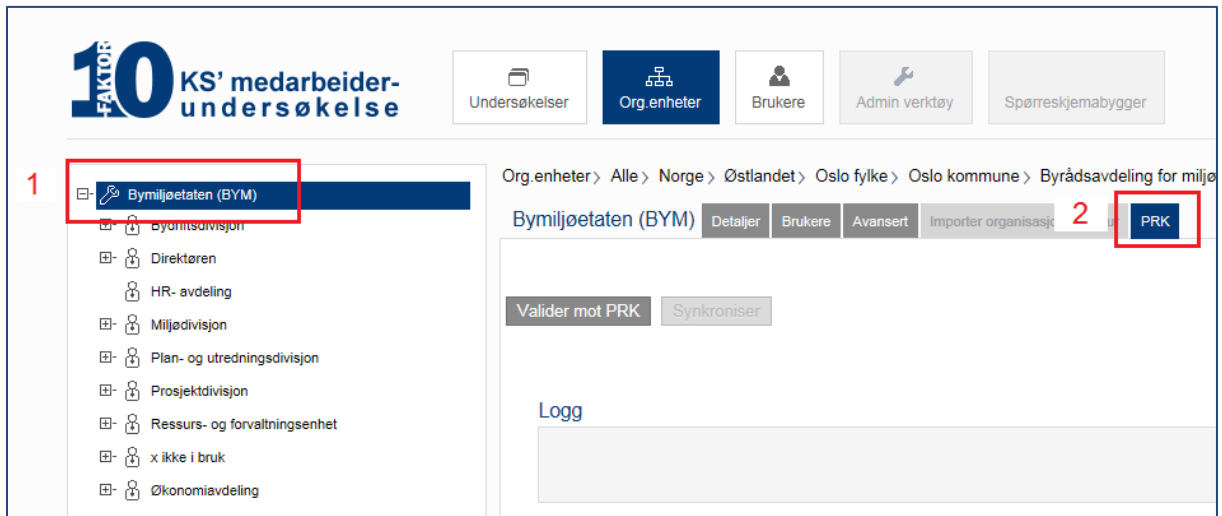 10 FAKTOR
KS' medarbeider-
undersøkelse
Undersøkelser
Org.enheter
Brukere
Admin verktøy
Spørreskjemabygger
1
Bymiljøetaten (BYM)
Bydriftsdivisjon
Direktøren
HR- avdeling
Miljødivisjon
Plan- og utredningsdivisjon
Prosjektdivisjon
Ressurs- og forvaltningsenhet
x ikke i bruk
Økonomiavdeling
Org.enheter > Alle > Norge > Østlandet > Oslo fylke > Oslo kommune > Byrådsavdeling for miljø
Bymiljøetaten (BYM) Detaljer Brukere Avansert Importer 2 PRK
Valider mot PRK Synkroniser
Logg